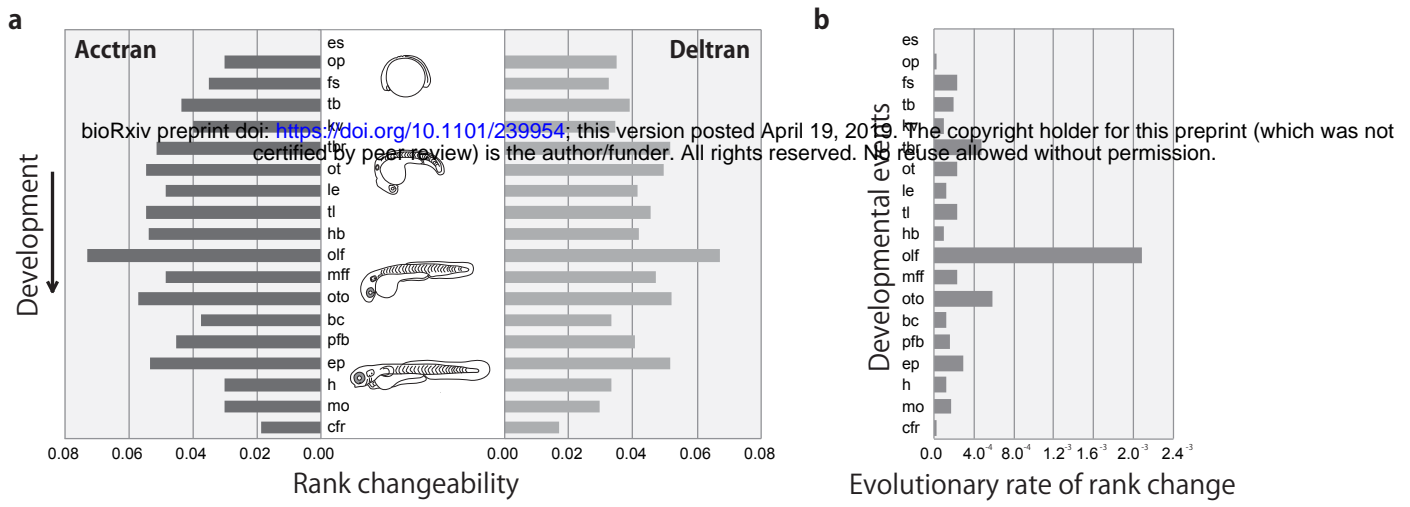 a
Acctran
Deltran
es
op
fs
tb
kv
tbr
ot
le
tl
hb
olf
mff
oto
bc
pfb
ep
h
mo
cfr
Development
0.08 0.06 0.04 0.02 0.00
0.00 0.02 0.04 0.06 0.08
Rank changeability
b
es
op
fs
tb
tbr
ot
le
tl
hb
olf
mff
oto
bc
pfb
ep
h
mo
cfr
Developmental events
0.0 4.0⁻⁴ 8.0⁻⁴ 1.2⁻³ 1.6⁻³ 2.0⁻³ 2.4⁻³
Evolutionary rate of rank change
bioRxiv preprint doi: https://doi.org/10.1101/239954; this version posted April 19, 2019. The copyright holder for this preprint (which was not
certified by peer review) is the author/funder. All rights reserved. No reuse allowed without permission.